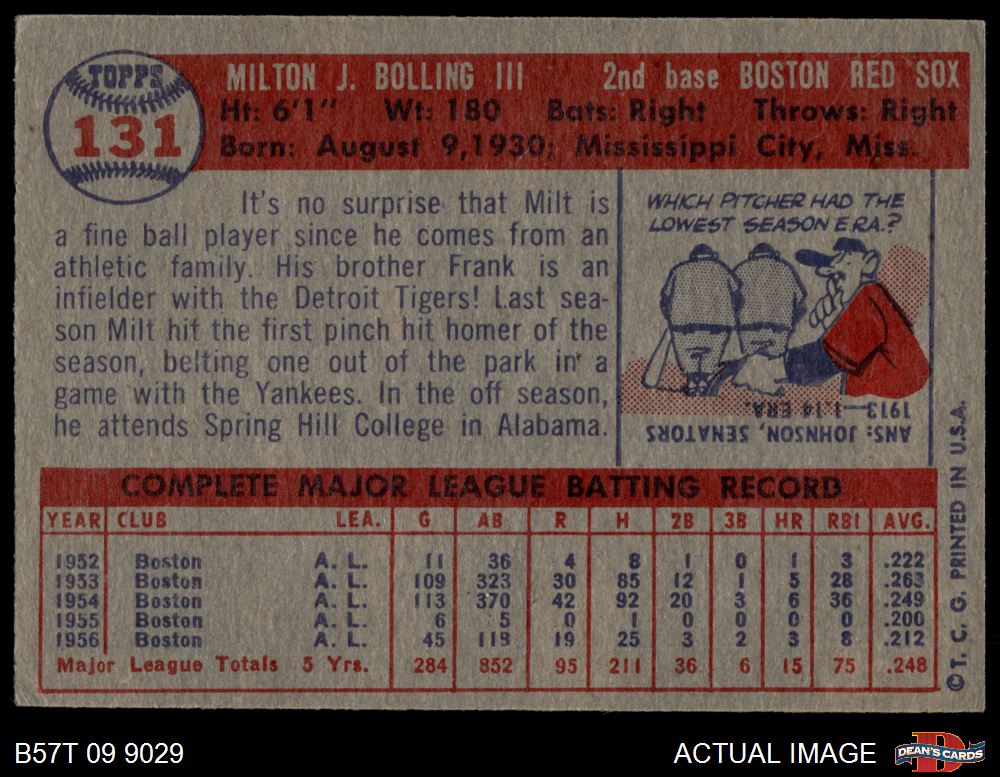 TOPPS
131
MILTON J. BOLLING III 2nd base BOSTON RED SOX
Ht: 6'1" Wt: 180 Bats: Right Throws: Right
Born: August 9, 1930; Mississippi City, Miss.
It's no surprise that Milt is
a fine ball player since he comes from an
athletic family. His brother Frank is an
infielder with the Detroit Tigers! Last sea-
son Milt hit the first pinch hit homer of the
season, belting one out of the park in a
game with the Yankees. In the off season,
he attends Spring Hill College in Alabama.
WHICH PITCHER HAD THE
LOWEST SEASON E.R.A.?
ANS: JOHNSON, SENATORS
1913—1.14 ERA.
COMPLETE MAJOR LEAGUE BATTING RECORD
YEAR CLUB LEA. G AB R H 2B 3B HR RBI AVG.
1952 Boston A. L. 11 36 4 8 1 0 1 3 .222
1953 Boston A. L. 109 323 30 85 12 1 5 28 .263
1954 Boston A. L. 113 370 42 92 20 3 6 36 .249
1955 Boston A. L. 6 5 0 1 0 0 0 0 .200
1956 Boston A. L. 45 118 19 25 3 2 3 8 .212
Major League Totals 5 Yrs. 284 852 95 211 36 6 15 75 .248
© T. C. G. PRINTED IN U.S.A.
B57T 09 9029
ACTUAL IMAGE
DEAN'S CARDS